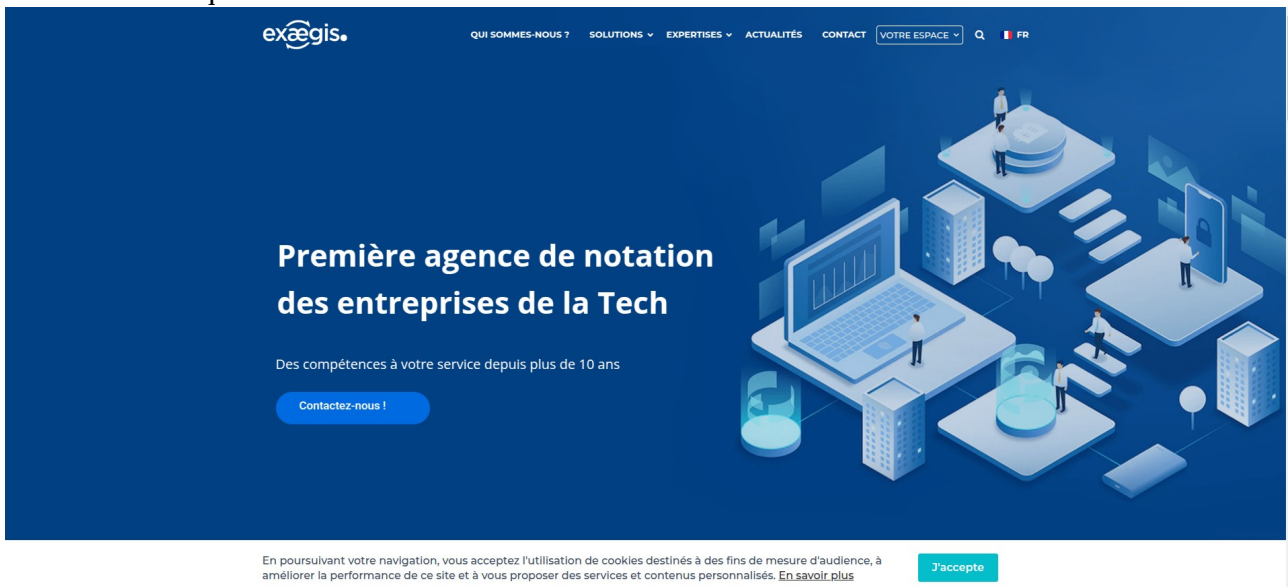 exægis.
QUI SOMMES-NOUS ? SOLUTIONS EXPERTISES ACTUALITÉS CONTACT VOTRE ESPACE FR
Première agence de notation
des entreprises de la Tech
Des compétences à votre service depuis plus de 10 ans
Contactez-nous !
En poursuivant votre navigation, vous acceptez l'utilisation de cookies destinés à des fins de mesure d'audience, à
améliorer la performance de ce site et à vous proposer des services et contenus personnalisés. En savoir plus
J'accepte